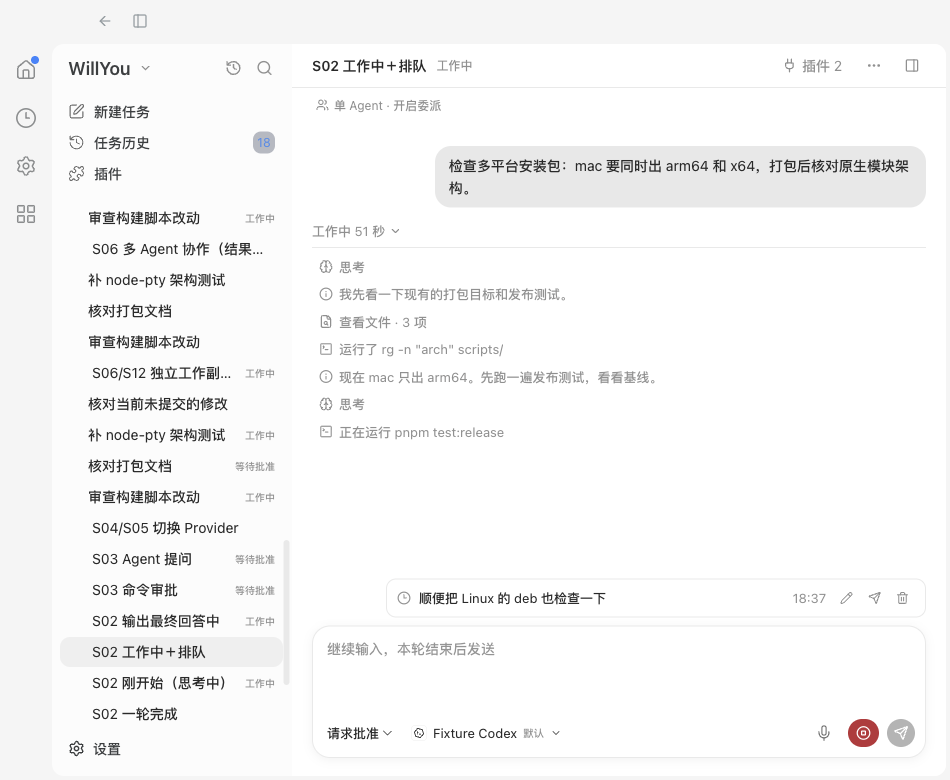 WillYou
新建任务
任务历史
18
插件
审查构建脚本改动
工作中
S06 多 Agent 协作（结果...
补 node-pty 架构测试
核对打包文档
审查构建脚本改动
S06/S12 独立工作副...
工作中
核对当前未提交的修改
补 node-pty 架构测试
工作中
核对打包文档
等待批准
审查构建脚本改动
工作中
S04/S05 切换 Provider
S03 Agent 提问
等待批准
S03 命令审批
等待批准
S02 输出最终回答中
工作中
S02 工作中＋排队
S02 刚开始（思考中）
工作中
S02 一轮完成
设置
S02 工作中＋排队
工作中
插件 2
单 Agent · 开启委派
检查多平台安装包：mac 要同时出 arm64 和 x64，打包后核对原生模块架
构。
工作中 51 秒
思考
我先看一下现有的打包目标和发布测试。
查看文件 · 3 项
运行了 rg -n "arch" scripts/
现在 mac 只出 arm64。先跑一遍发布测试，看看基线。
思考
正在运行 pnpm test:release
顺便把 Linux 的 deb 也检查一下
18:37
继续输入，本轮结束后发送
请求批准
Fixture Codex 默认